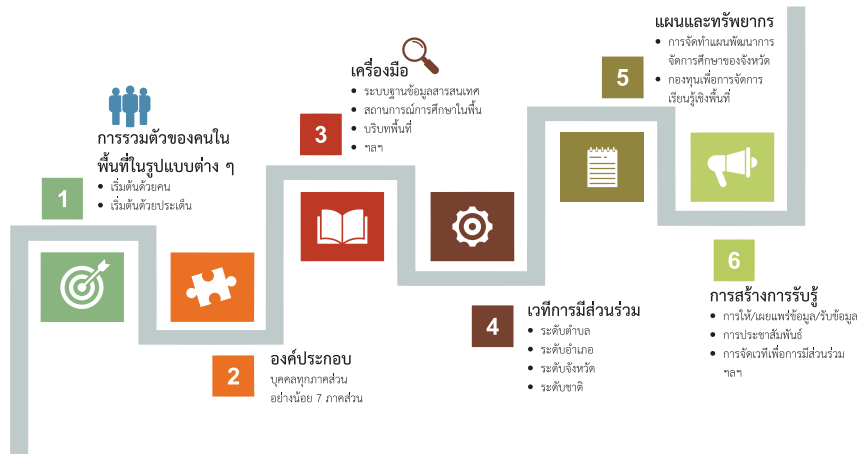 1
การรวมตัวของคนใน
พื้นที่ในรูปแบบต่าง ๆ
• เริ่มต้นด้วยคน
• เริ่มต้นด้วยประเด็น
2
องค์ประกอบ
บุคคลทุกภาคส่วน
อย่างน้อย 7 ภาคส่วน
3
เครื่องมือ
• ระบบฐานข้อมูลสารสนเทศ
• สถานการณ์การศึกษาในพื้น
• บริบทพื้นที่
• ฯลฯ
4
เวทีการมีส่วนร่วม
• ระดับตำบล
• ระดับอำเภอ
• ระดับจังหวัด
• ระดับชาติ
5
แผนและทรัพยากร
• การจัดทำแผนพัฒนาการ
จัดการศึกษาของจังหวัด
• กองทุนเพื่อการจัดการ
เรียนรู้เชิงพื้นที่
6
การสร้างการรับรู้
• การให้/เผยแพร่ข้อมูล/รับข้อมูล
• การประชาสัมพันธ์
• การจัดเวทีเพื่อการมีส่วนร่วม
ฯลฯ